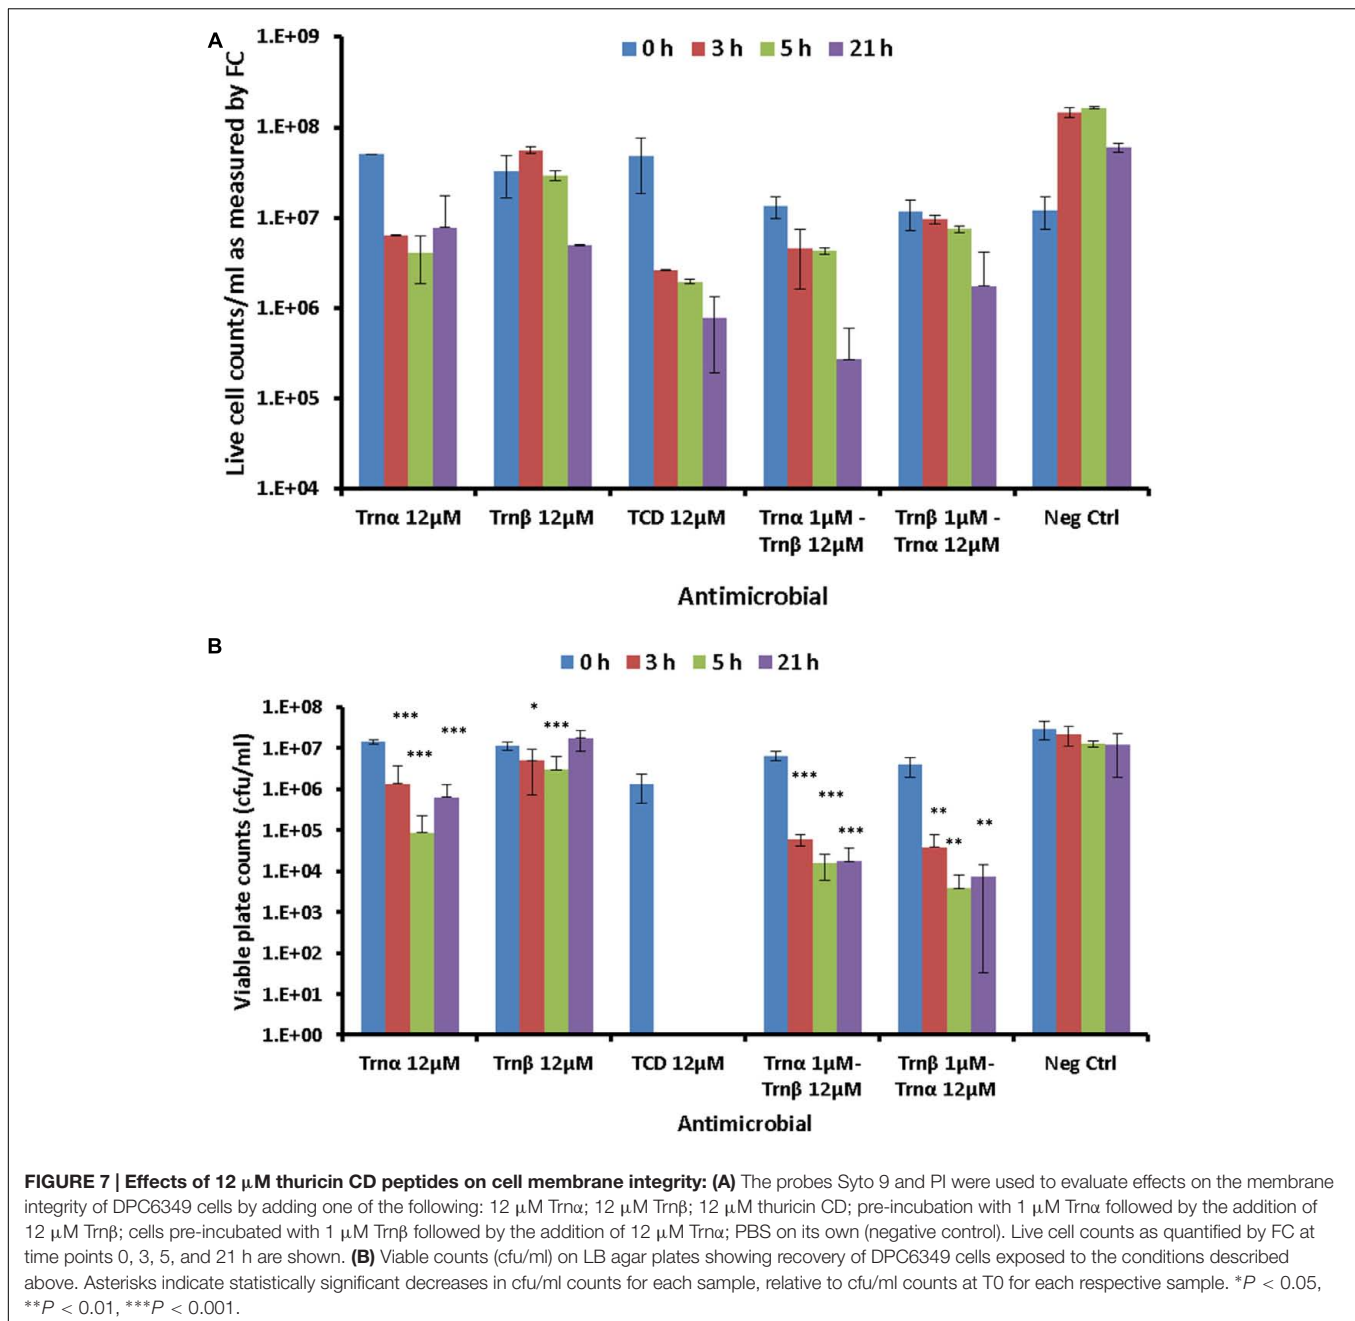 A
0 h 3 h 5 h 21 h
Live cell counts/ml as measured by FC
1.E+09
1.E+08
1.E+07
1.E+06
1.E+05
1.E+04
Trnα 12µM Trnβ 12µM TCD 12µM Trnα 1µM - Trnβ 1µM - Neg Ctrl
Trnβ 12µM Trnα 12µM
Antimicrobial
B
0 h 3 h 5 h 21 h
Viable plate counts (cfu/ml)
1.E+08
1.E+07
1.E+06
1.E+05
1.E+04
1.E+03
1.E+02
1.E+01
1.E+00
*** *** *** * *** *** *** *** ** ** **
Trnα 12µM Trnβ 12µM TCD 12µM Trnα 1µM- Trnβ 1µM- Neg Ctrl
Trnβ 12µM Trnα 12µM
Antimicrobial
FIGURE 7 | Effects of 12 µM thuricin CD peptides on cell membrane integrity: (A) The probes Syto 9 and PI were used to evaluate effects on the membrane
integrity of DPC6349 cells by adding one of the following: 12 µM Trnα; 12 µM Trnβ; 12 µM thuricin CD; pre-incubation with 1 µM Trnα followed by the addition of
12 µM Trnβ; cells pre-incubated with 1 µM Trnβ followed by the addition of 12 µM Trnα; PBS on its own (negative control). Live cell counts as quantified by FC at
time points 0, 3, 5, and 21 h are shown. (B) Viable counts (cfu/ml) on LB agar plates showing recovery of DPC6349 cells exposed to the conditions described
above. Asterisks indicate statistically significant decreases in cfu/ml counts for each sample, relative to cfu/ml counts at T0 for each respective sample. *P < 0.05,
**P < 0.01, ***P < 0.001.